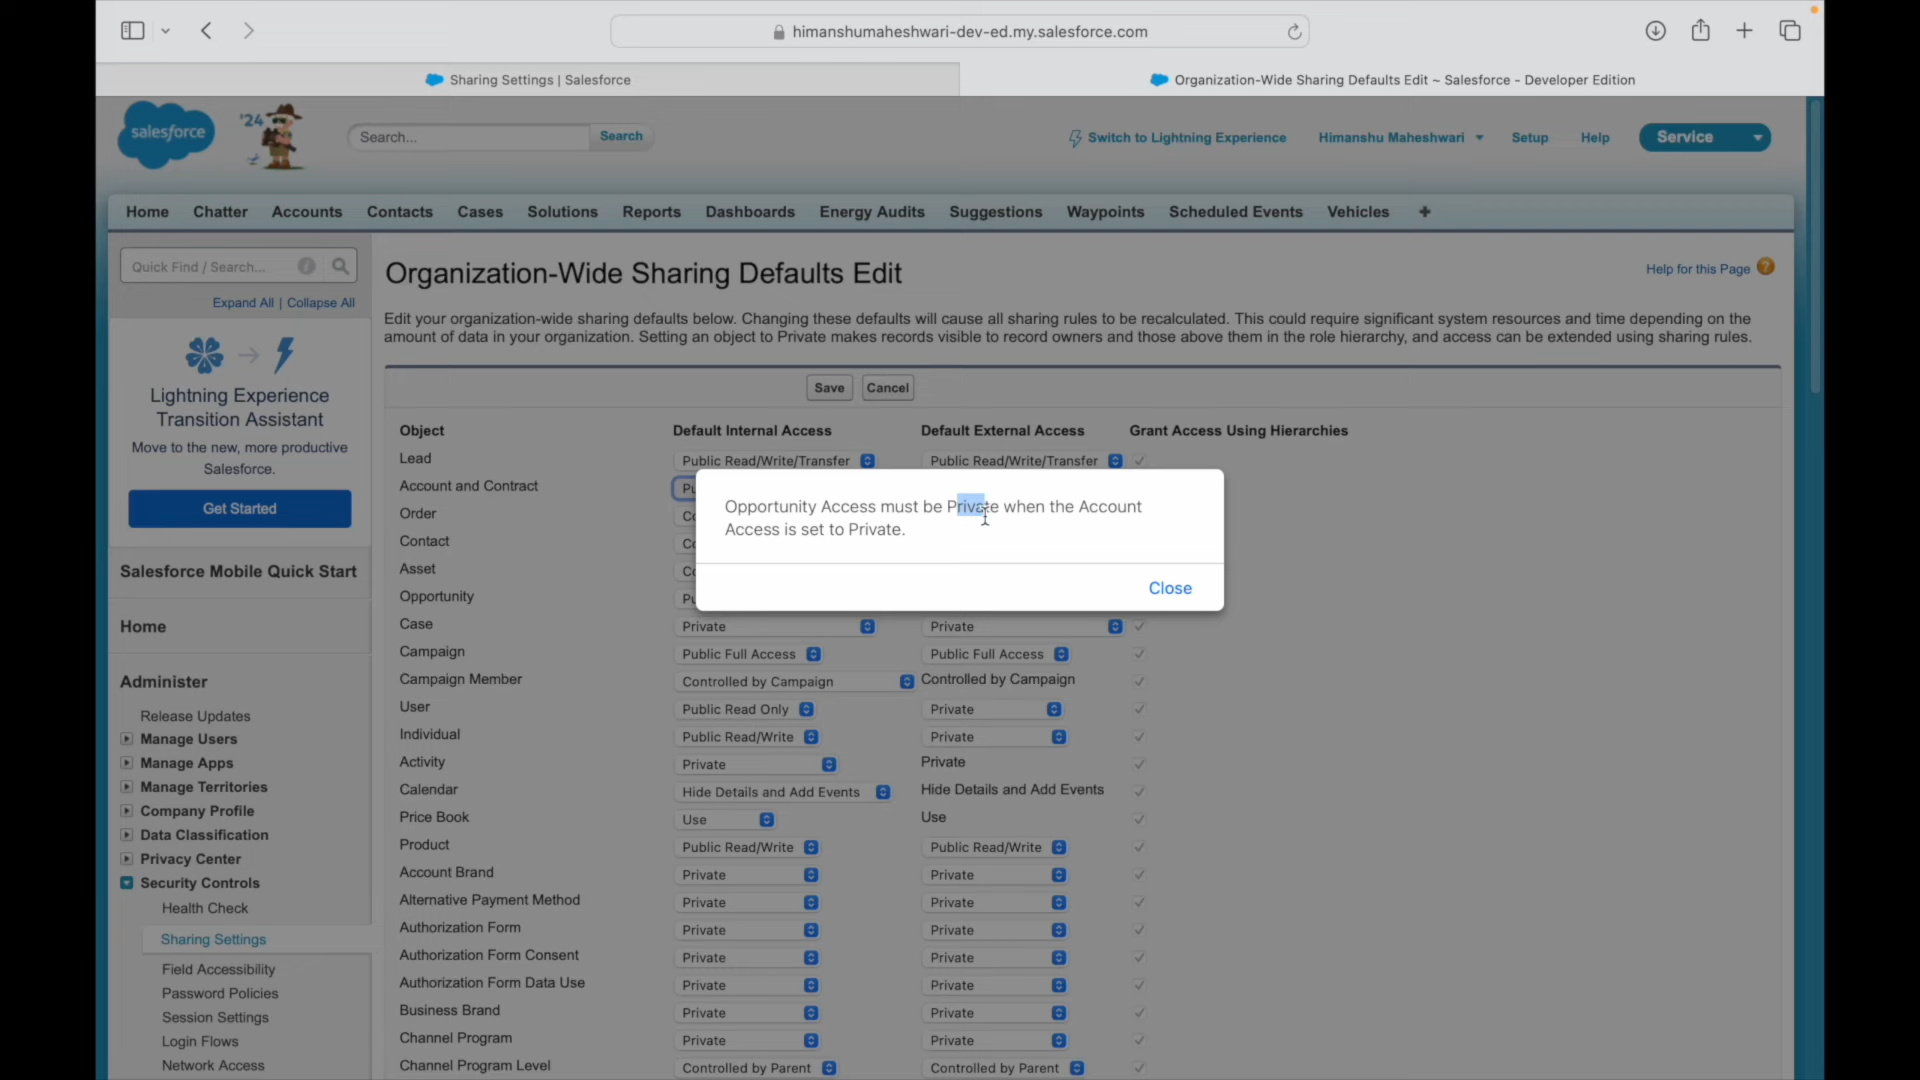 himanshumaheshwari-dev-ed.my.salesforce.com
Sharing Settings | Salesforce
Organization-Wide Sharing Defaults Edit ~ Salesforce - Developer Edition
salesforce
'24
Search...
Search
Switch to Lightning Experience
Himanshu Maheshwari
Setup
Help
Service
Home Chatter Accounts Contacts Cases Solutions Reports Dashboards Energy Audits Suggestions Waypoints Scheduled Events Vehicles +
Quick Find / Search...
Expand All | Collapse All
Lightning Experience
Transition Assistant
Move to the new, more productive
Salesforce.
Get Started
Salesforce Mobile Quick Start
Home
Administer
Release Updates
Manage Users
Manage Apps
Manage Territories
Company Profile
Data Classification
Privacy Center
Security Controls
Health Check
Sharing Settings
Field Accessibility
Password Policies
Session Settings
Login Flows
Network Access
Organization-Wide Sharing Defaults Edit
Help for this Page ?
Edit your organization-wide sharing defaults below. Changing these defaults will cause all sharing rules to be recalculated. This could require significant system resources and time depending on the
amount of data in your organization. Setting an object to Private makes records visible to record owners and those above them in the role hierarchy, and access can be extended using sharing rules.
Save Cancel
Object Default Internal Access Default External Access Grant Access Using Hierarchies
Lead Public Read/Write/Transfer Public Read/Write/Transfer
Account and Contract
Order
Contact
Asset
Opportunity
Opportunity Access must be Private when the Account
Access is set to Private.
Close
Case Private Private
Campaign Public Full Access Public Full Access
Campaign Member Controlled by Campaign Controlled by Campaign
User Public Read Only Private
Individual Public Read/Write Private
Activity Private Private
Calendar Hide Details and Add Events Hide Details and Add Events
Price Book Use Use
Product Public Read/Write Public Read/Write
Account Brand Private Private
Alternative Payment Method Private Private
Authorization Form Private Private
Authorization Form Consent Private Private
Authorization Form Data Use Private Private
Business Brand Private Private
Channel Program Private Private
Channel Program Level Controlled by Parent Controlled by Parent